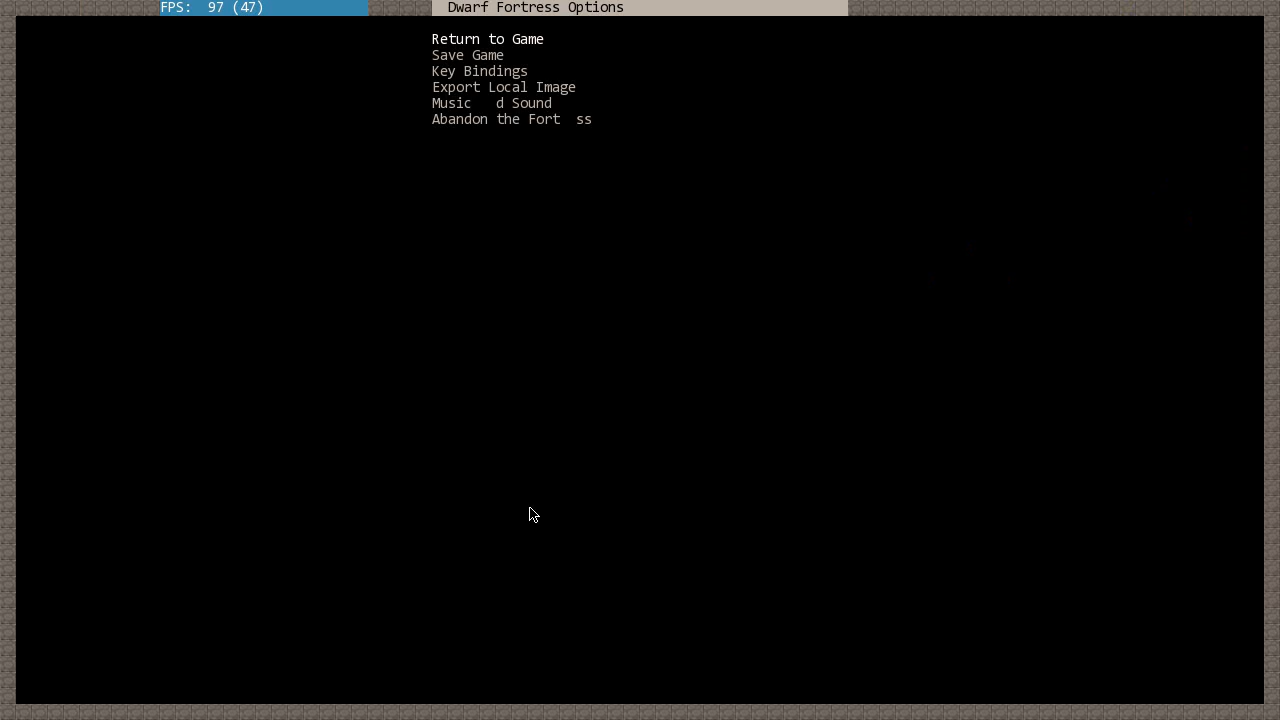 FPS: 97 (47) Dwarf Fortress Options
Return to Game
Save Game
Key Bindings
Export Local Image
Music d Sound
Abandon the Fort ss